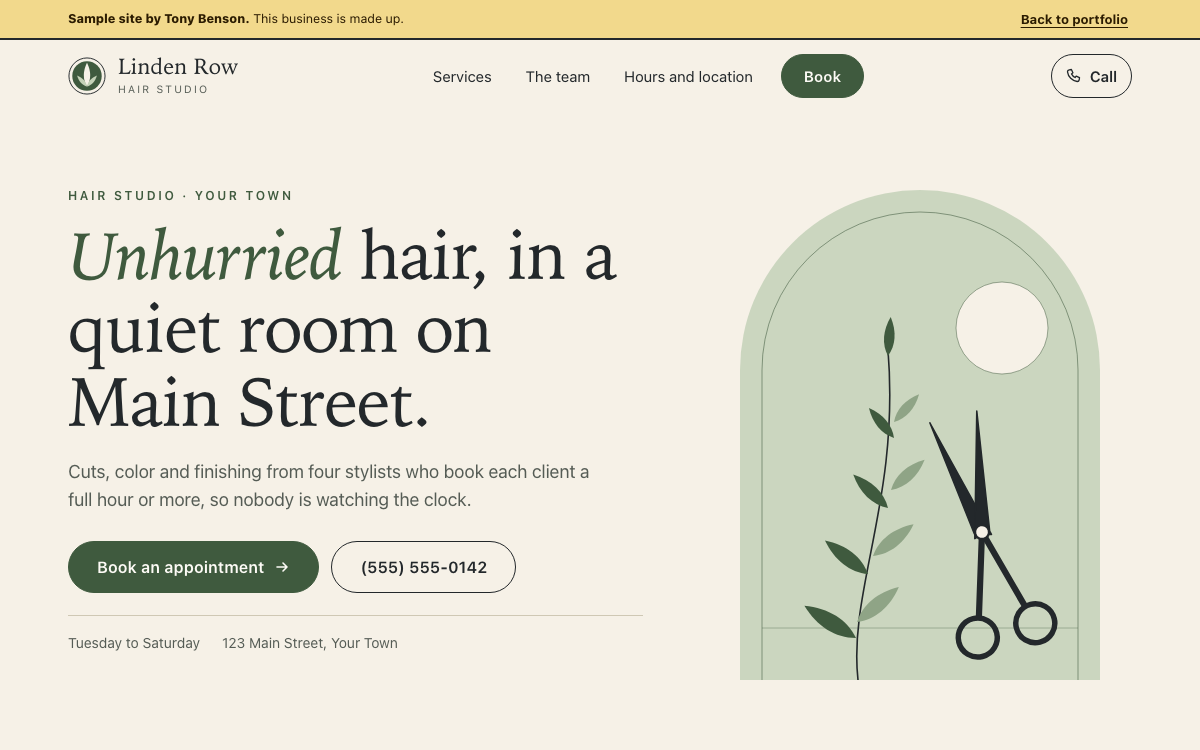 Sample site by Tony Benson. This business is made up.
Back to portfolio
Linden Row
HAIR STUDIO
Services
The team
Hours and location
Book
Call
HAIR STUDIO · YOUR TOWN
Unhurried hair, in a
quiet room on
Main Street.
Cuts, color and finishing from four stylists who book each client a
full hour or more, so nobody is watching the clock.
Book an appointment →
(555) 555-0142
Tuesday to Saturday
123 Main Street, Your Town